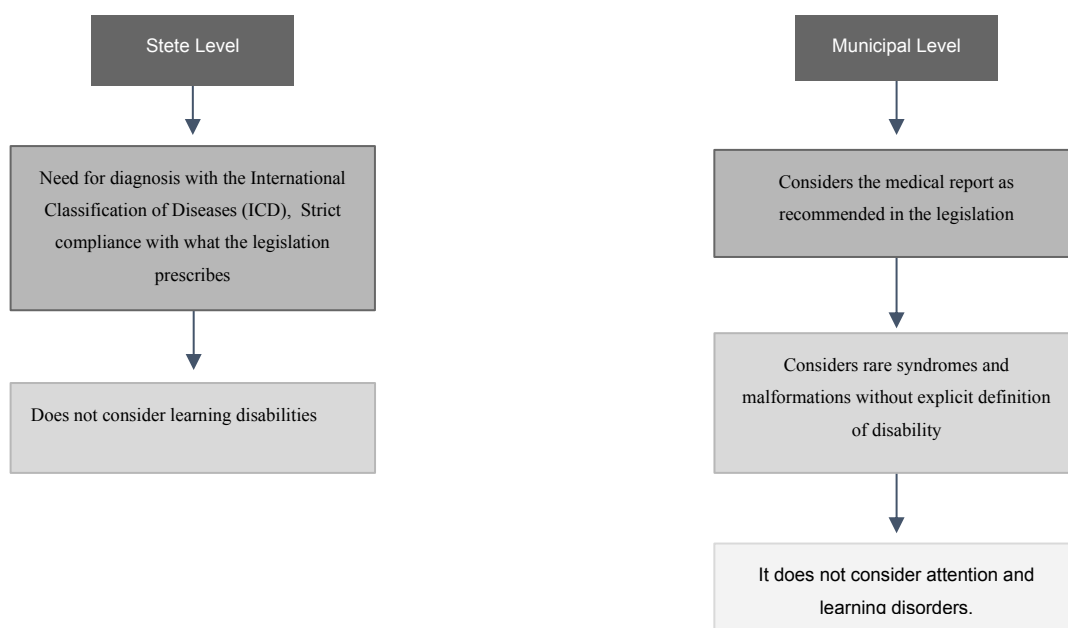 Stete Level
Need for diagnosis with the International
Classification of Diseases (ICD),  Strict
compliance with what the legislation
prescribes
Does not consider learning disabilities
Municipal Level
Considers the medical report as
recommended in the legislation
Considers rare syndromes and
malformations without explicit definition
of disability
It does not consider attention and
learning disorders.